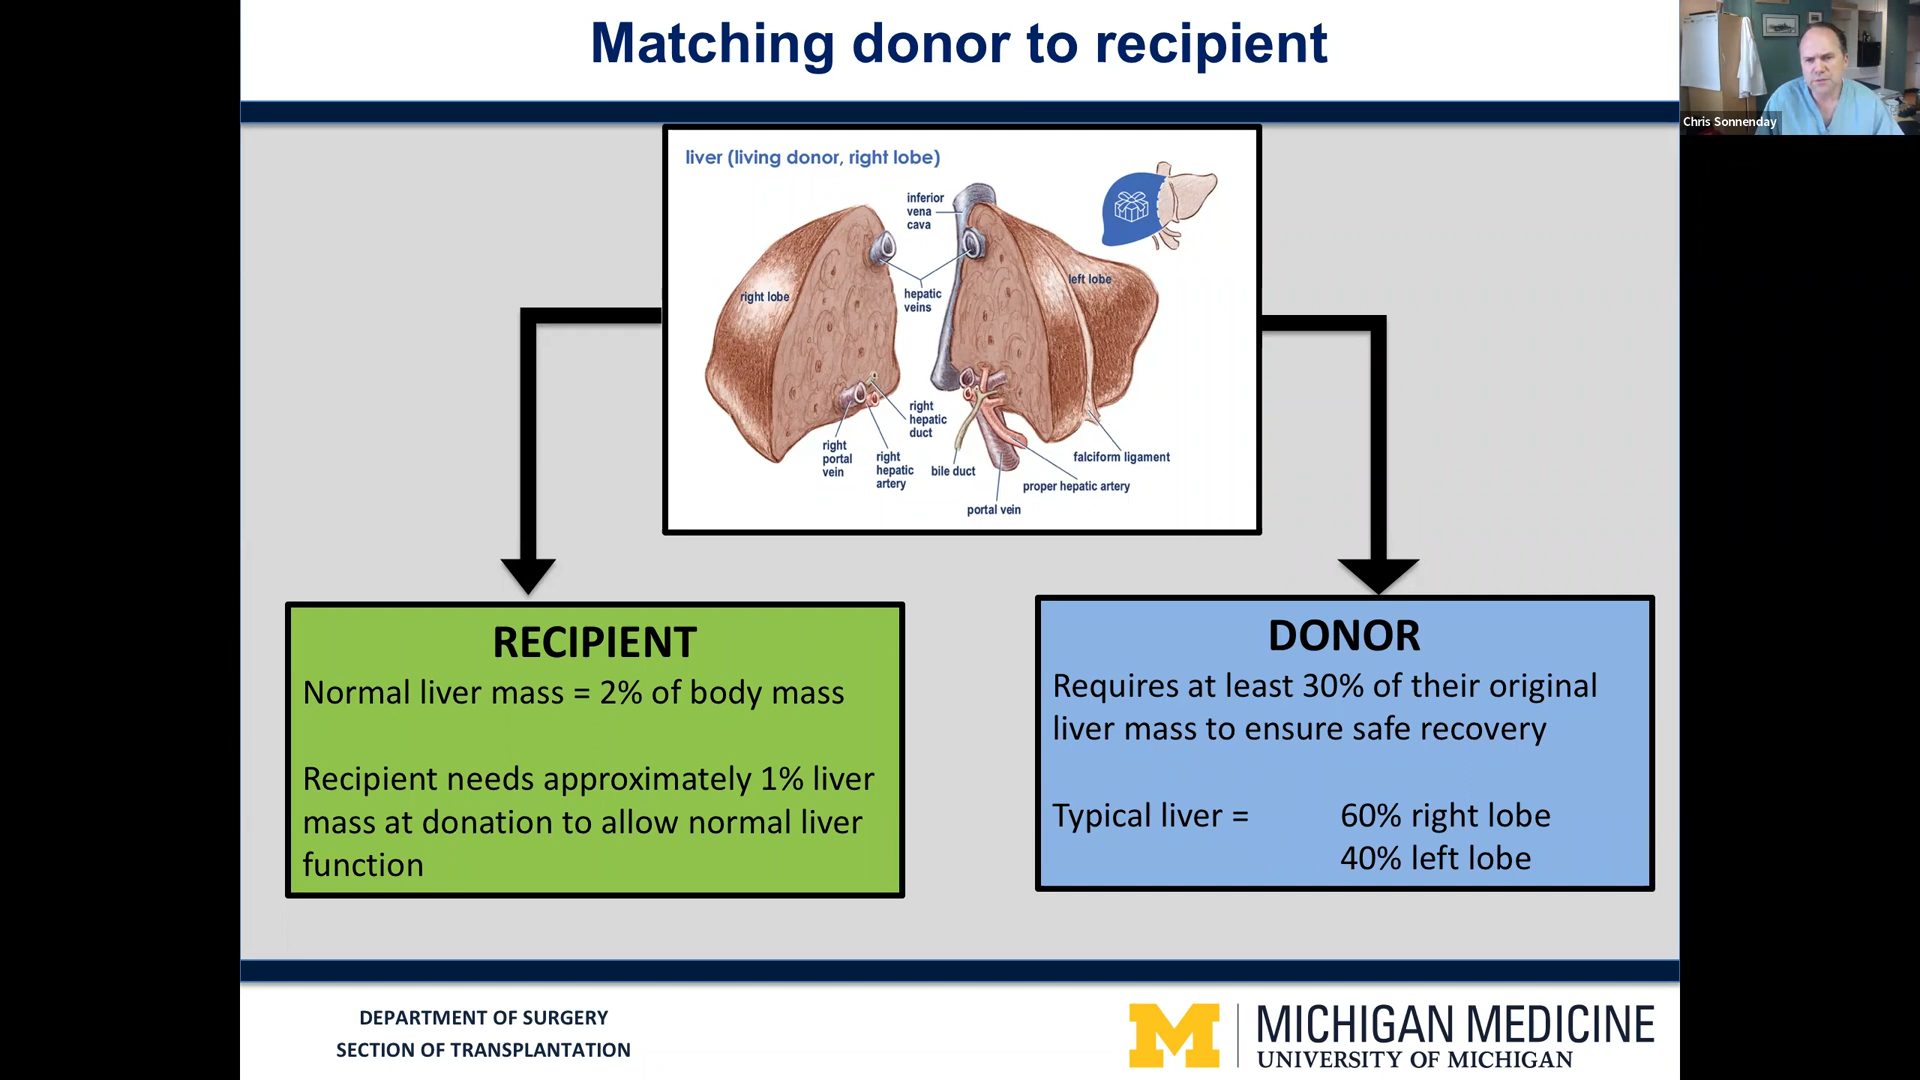 Matching donor to recipient
Chris Sonnenday
liver (living donor, right lobe)
inferior
vena
cava
right lobe
hepatic
veins
left lobe
right
hepatic
duct
right
portal
vein
right
hepatic
artery
bile duct
portal vein
proper hepatic artery
falciform ligament
RECIPIENT
Normal liver mass = 2% of body mass
Recipient needs approximately 1% liver
mass at donation to allow normal liver
function
DONOR
Requires at least 30% of their original
liver mass to ensure safe recovery
Typical liver = 60% right lobe
40% left lobe
DEPARTMENT OF SURGERY
SECTION OF TRANSPLANTATION
M
MICHIGAN MEDICINE
UNIVERSITY OF MICHIGAN